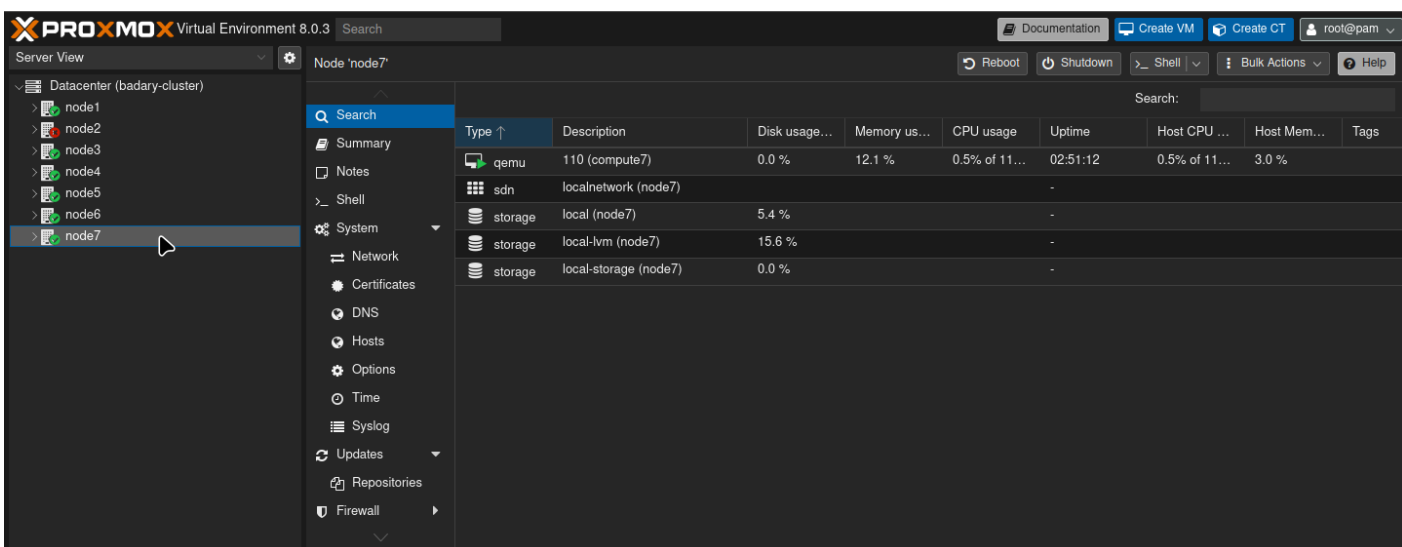 PROXMOX Virtual Environment 8.0.3 Search Documentation Create VM Create CT root@pam
Server View Node 'node7' Reboot Shutdown >_ Shell Bulk Actions Help
Datacenter (badary-cluster)
node1
node2
node3
node4
node5
node6
node7
Search
Summary
Notes
>_ Shell
System
Network
Certificates
DNS
Hosts
Options
Time
Syslog
Updates
Repositories
Firewall
Search:
Type ↑ Description Disk usage... Memory us... CPU usage Uptime Host CPU ... Host Mem... Tags
qemu 110 (compute7) 0.0 % 12.1 % 0.5% of 11... 02:51:12 0.5% of 11... 3.0 %
sdn localnetwork (node7) -
storage local (node7) 5.4 % -
storage local-lvm (node7) 15.6 % -
storage local-storage (node7) 0.0 % -